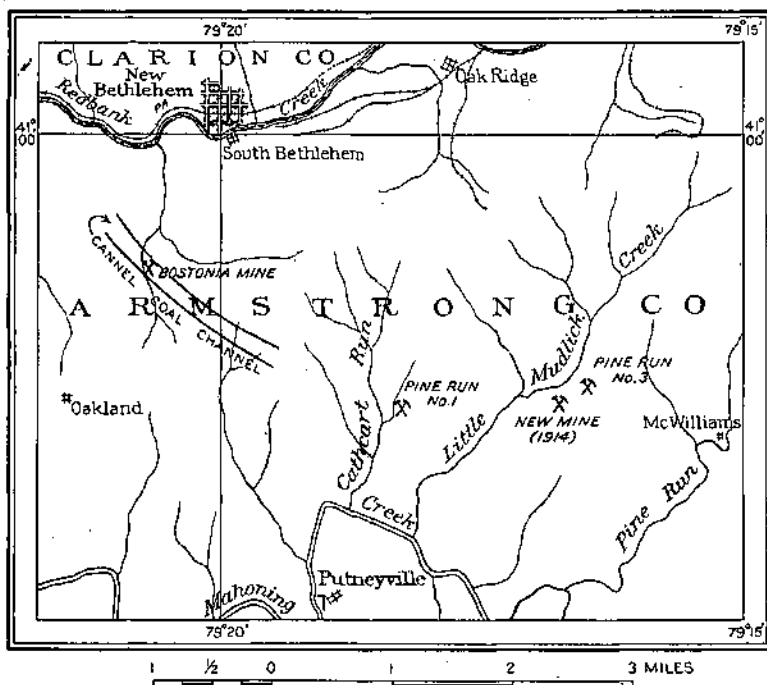 79°20' 79°15'
CLARION CO
New
Bethlehem
Redbank
Creek
Oak Ridge
41°
00'
41°
00'
South Bethlehem
CANNEL COAL CHANNEL
BOSTONIA MINE
ARMSTRONG CO
Creek
Run
Mudlick
PINE RUN
No. 3
PINE RUN
No. 1
Oakland
NEW MINE
(1914)
McWilliams
Cathcart
Little
Creek
Pine Run
Putneyville
Mahoning
79°20' 79°15'
1 ½ 0 1 2 3 MILES